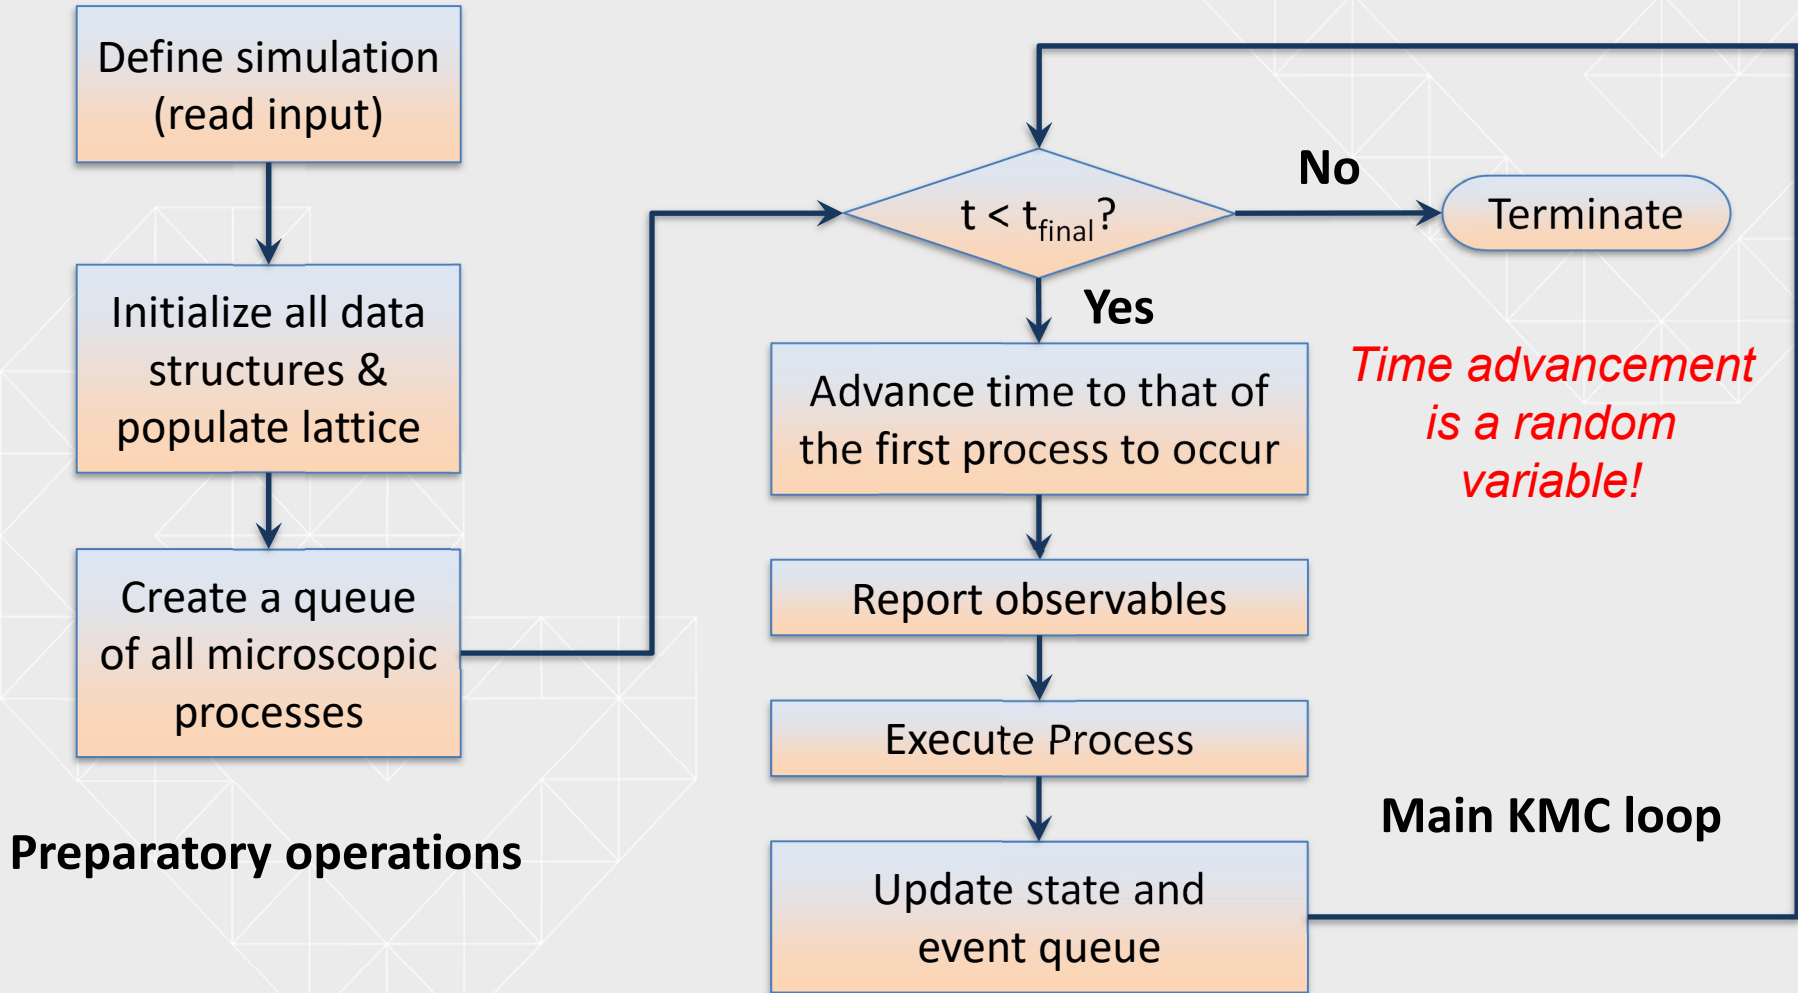 Define simulation
(read input)
Initialize all data
structures &
populate lattice
Create a queue
of all microscopic
processes
Preparatory operations
t < t_final?
No
Terminate
Yes
Advance time to that of
the first process to occur
Time advancement
is a random
variable!
Report observables
Execute Process
Update state and
event queue
Main KMC loop